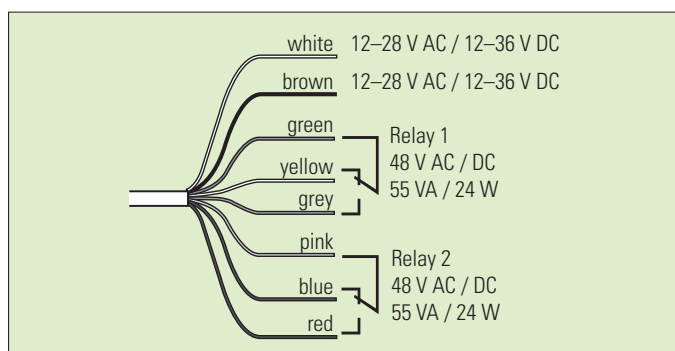 white 12–28 V AC / 12–36 V DC
brown 12–28 V AC / 12–36 V DC
green
Relay 1
yellow
48 V AC / DC
55 VA / 24 W
grey
pink
Relay 2
blue
48 V AC / DC
55 VA / 24 W
red